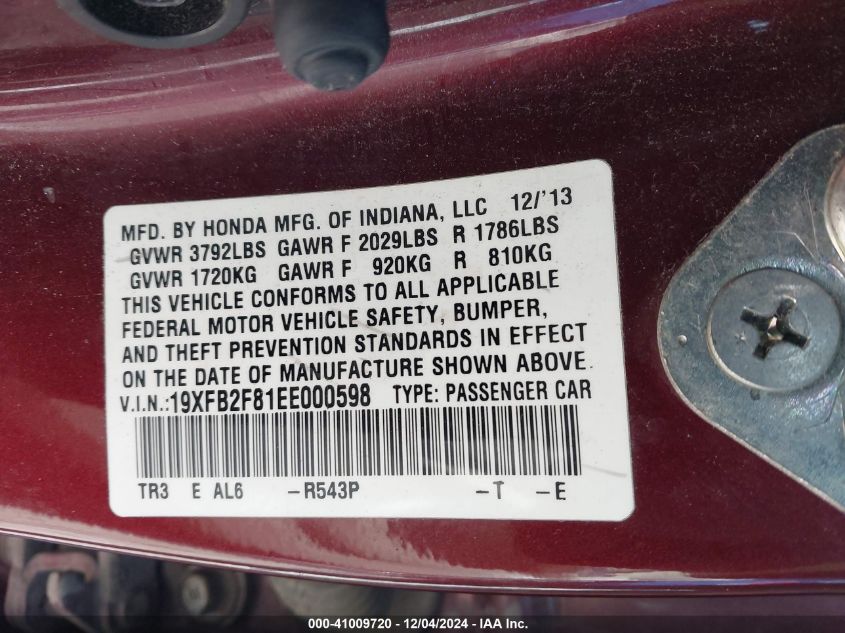 MFD. BY HONDA MFG. OF INDIANA, LLC 12/'13
GVWR 3792LBS GAWR F 2029LBS R 1786LBS
GVWR 1720KG GAWR F 920KG R 810KG
THIS VEHICLE CONFORMS TO ALL APPLICABLE
FEDERAL MOTOR VEHICLE SAFETY, BUMPER,
AND THEFT PREVENTION STANDARDS IN EFFECT
ON THE DATE OF MANUFACTURE SHOWN ABOVE.
V.I.N.:19XFB2F81EE000598 TYPE: PASSENGER CAR
TR3 E AL6 -R543P -T -E
000-41009720 - 12/04/2024 - IAA Inc.